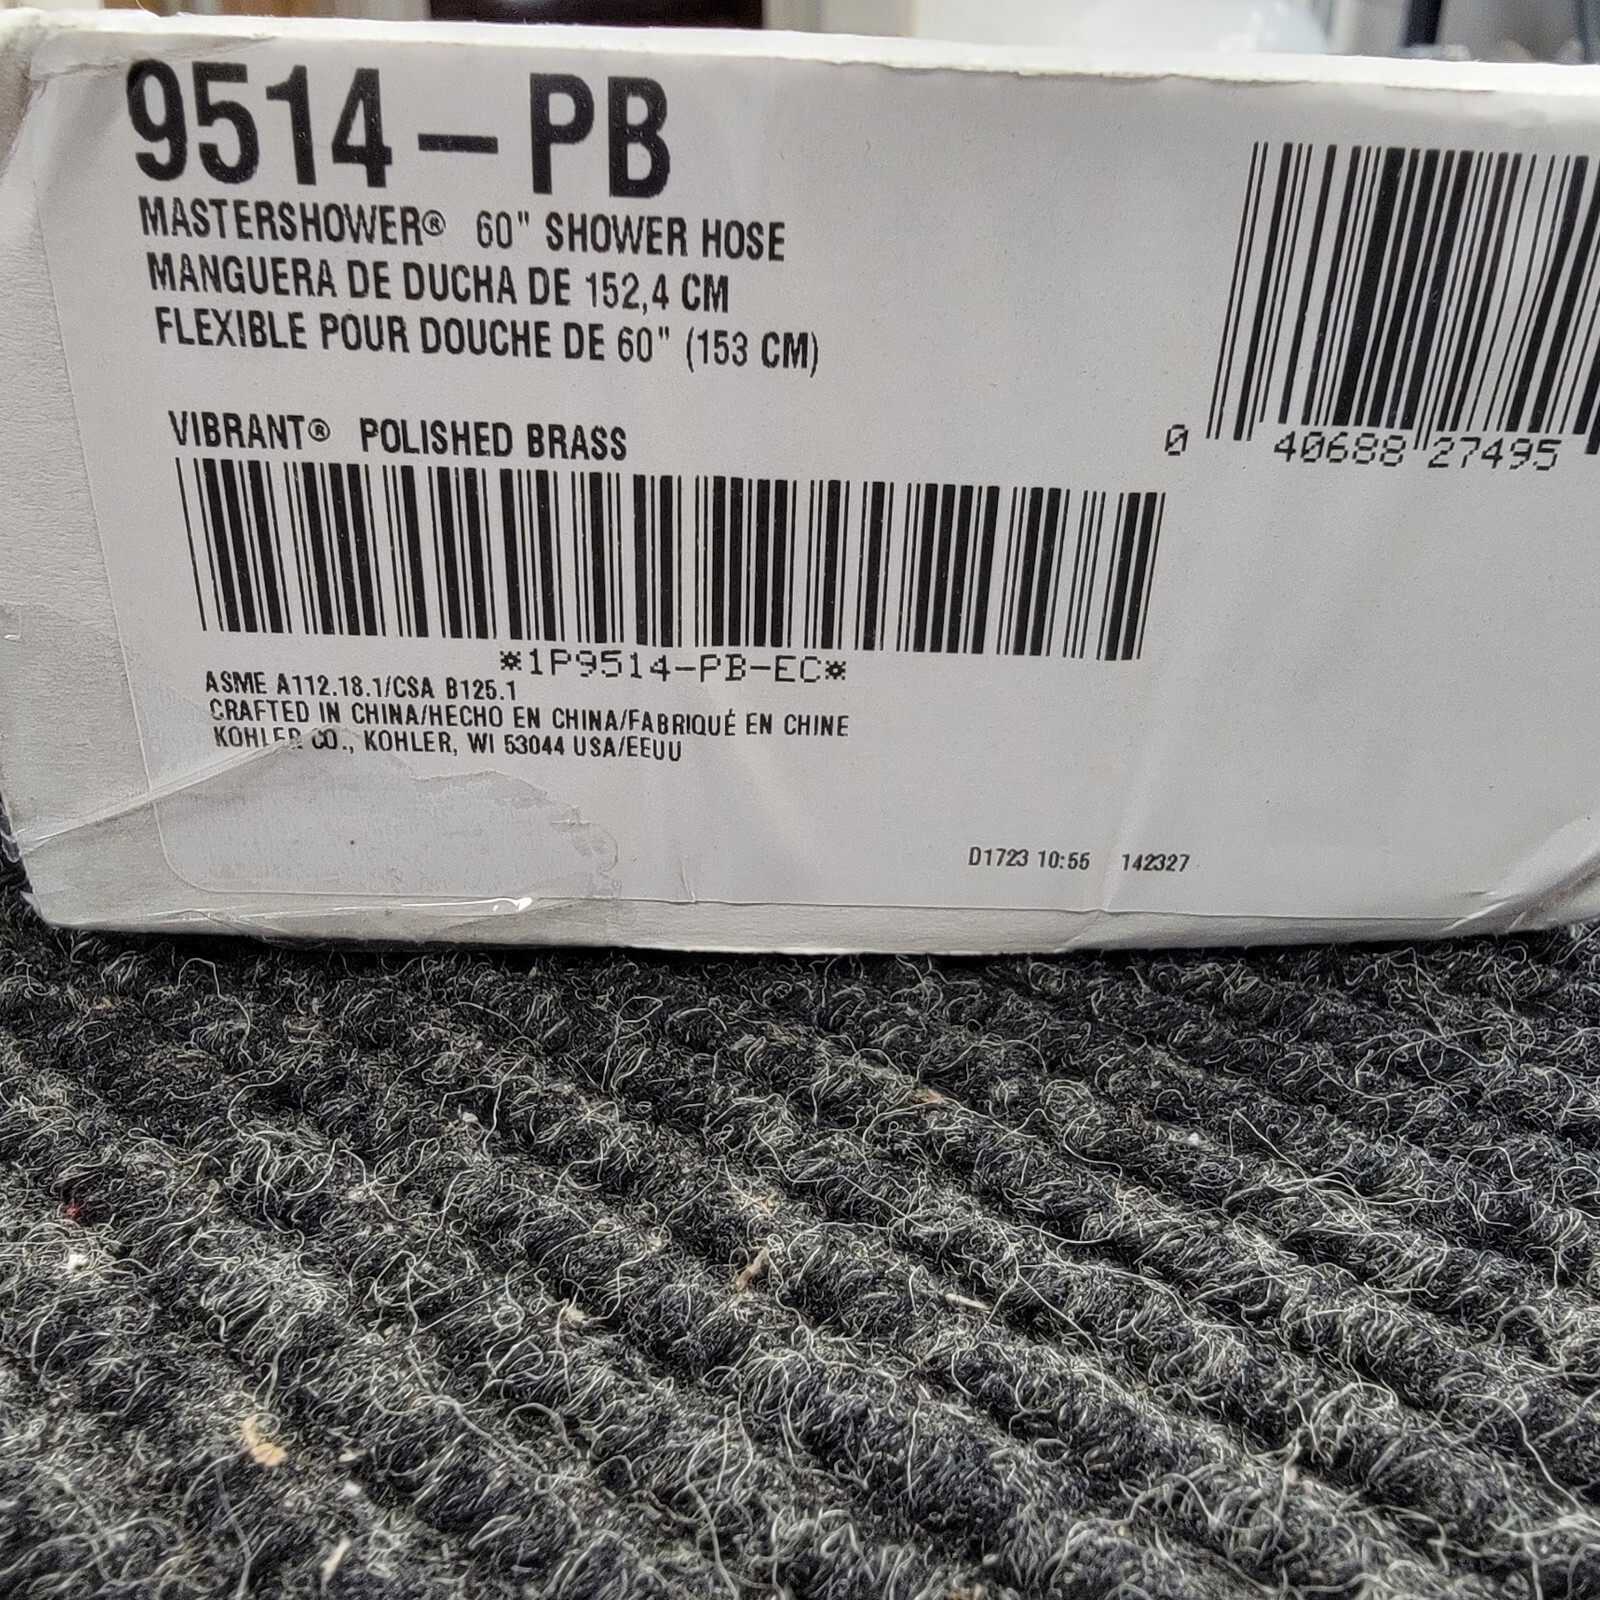 9514-PB
MASTERSHOWER® 60" SHOWER HOSE
MANGUERA DE DUCHA DE 152,4 CM
FLEXIBLE POUR DOUCHE DE 60" (153 CM)
VIBRANT® POLISHED BRASS
0 40688 27495
*1P9514-PB-EC*
ASME A112.18.1/CSA B125.1
CRAFTED IN CHINA/HECHO EN CHINA/FABRIQUÉ EN CHINE
KOHLER CO., KOHLER, WI 53044 USA/EEUU
D1723 10:55 142327